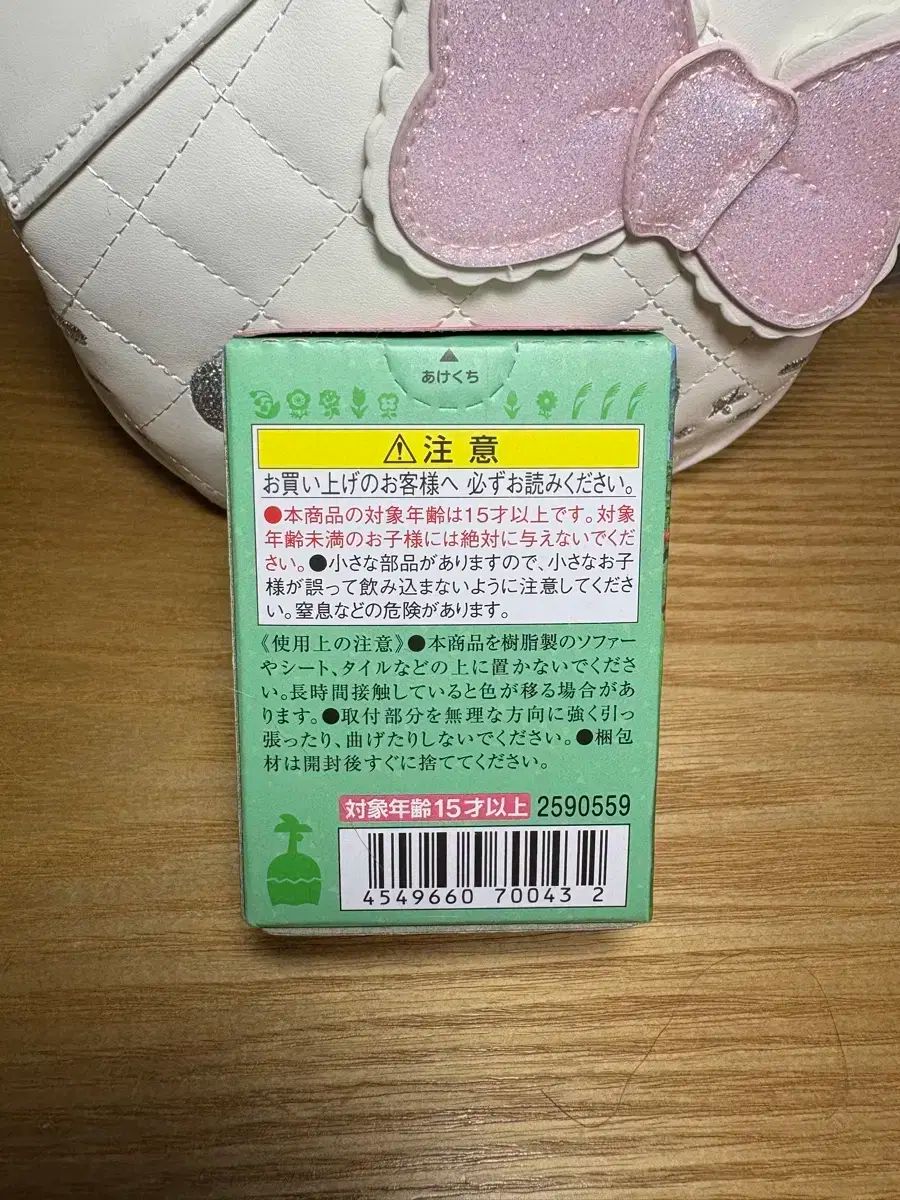 あけくち
⚠注意
お買い上げのお客様へ 必ずお読みください。
●本商品の対象年齢は15才以上です。対象
年齢未満のお子様には絶対に与えないでくだ
さい。●小さな部品がありますので、小さなお子
様が誤って飲み込まないように注意してくださ
い。窒息などの危険があります。
《使用上の注意》●本商品を樹脂製のソファー
やシート、タイルなどの上に置かないでくださ
い。長時間接触していると色が移る場合があ
ります。●取付部分を無理な方向に強く引っ
張ったり、曲げたりしないでください。●梱包
材は開封後すぐに捨ててください。
対象年齢15才以上 2590559
4549660 70043 2